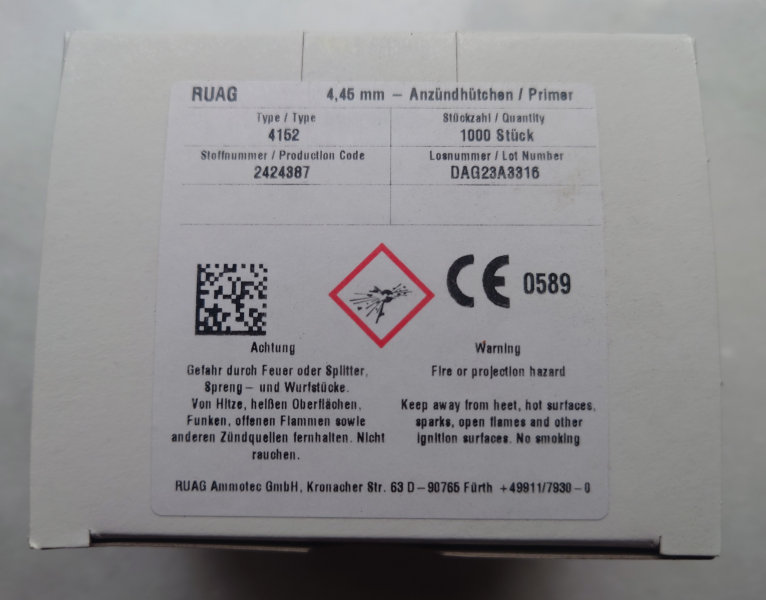 RUAG 4,45 mm – Anzündhütchen / Primer
Type / Type
4152
Stückzahl / Quantity
1000 Stück
Stoffnummer / Production Code
2424387
Losnummer / Lot Number
DAG23A3316
CE 0589
Achtung
Gefahr durch Feuer oder Splitter,
Spreng – und Wurfstücke.
Von Hitze, heißen Oberflächen,
Funken, offenen Flammen sowie
anderen Zündquellen fernhalten. Nicht
rauchen.
Warning
Fire or projection hazard
Keep away from heet, hot surfaces,
sparks, open flames and other
ignition surfaces. No smoking
RUAG Ammotec GmbH, Kronacher Str. 63 D – 90765 Fürth +49911/7930 – 0